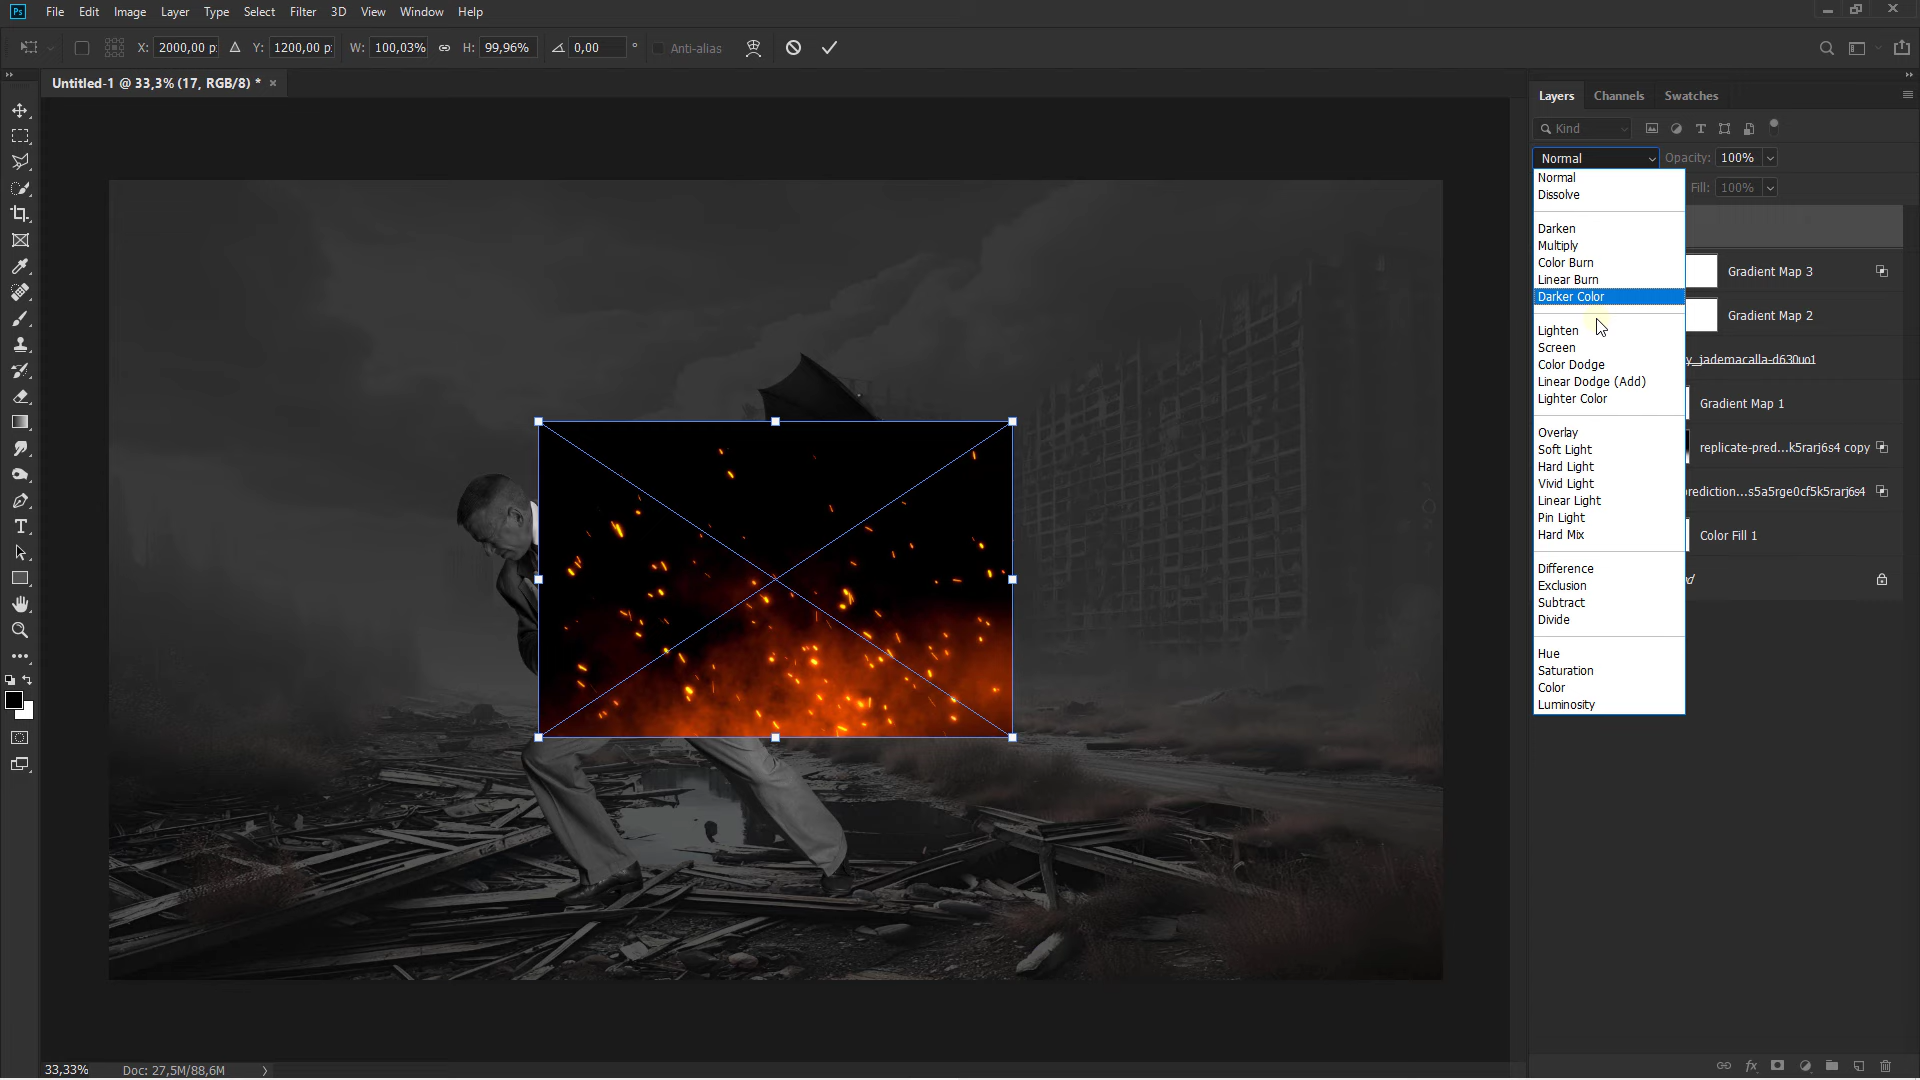 Ps File Edit Image Layer Type Select Filter 3D View Window Help
X: 2000,00 p: Y: 1200,00 p: W: 100,03% H: 99,96% 0,00 ° Anti-alias
Untitled-1 @ 33,3% (17, RGB/8) * ×
Layers Channels Swatches
Kind
Normal Opacity: 100%
Normal
Fill: 100%
Dissolve
Darken
Multiply
Color Burn
Gradient Map 3
Linear Burn
Darker Color
Gradient Map 2
Lighten
Screen
y_jademacalla-d630uo1
Color Dodge
Linear Dodge (Add)
Lighter Color
Gradient Map 1
Overlay
Soft Light
replicate-pred...k5rarj6s4 copy
Hard Light
Vivid Light
rediction...s5a5rge0cf5k5rarj6s4
Linear Light
Pin Light
Hard Mix
Color Fill 1
Difference
Exclusion
nd
Subtract
Divide
Hue
Saturation
Color
Luminosity
33,33% Doc: 27,5M/88,6M